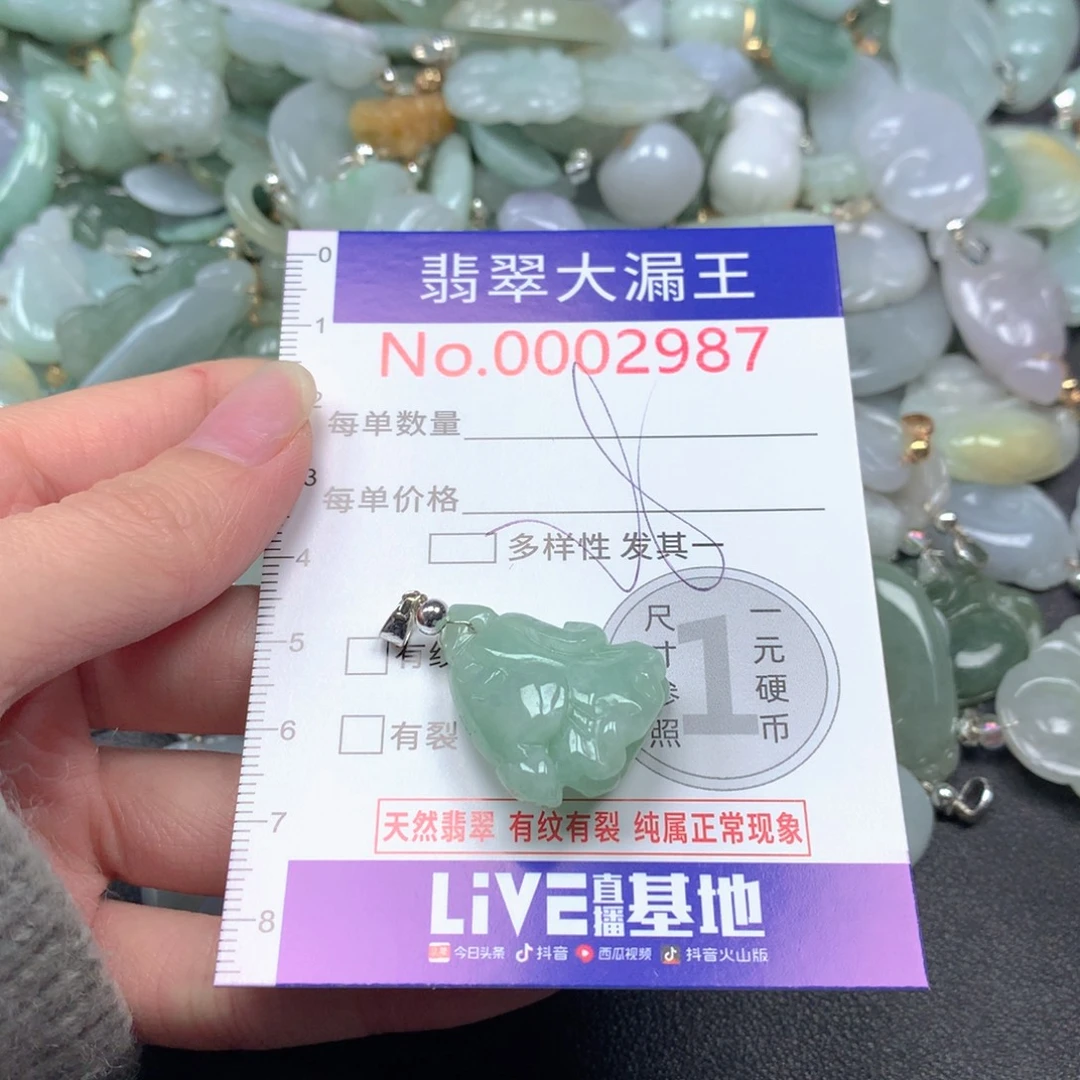 0
翡翠大漏王
1
No.0002987
2
每单数量
3
每单价格
4
多样性 发其一
5
有纹
尺寸参照
1
一元硬币
6
有裂
7
天然翡翠 有纹有裂 纯属正常现象
LiVE直播基地
8
今日头条 抖音 西瓜视频 抖音火山版